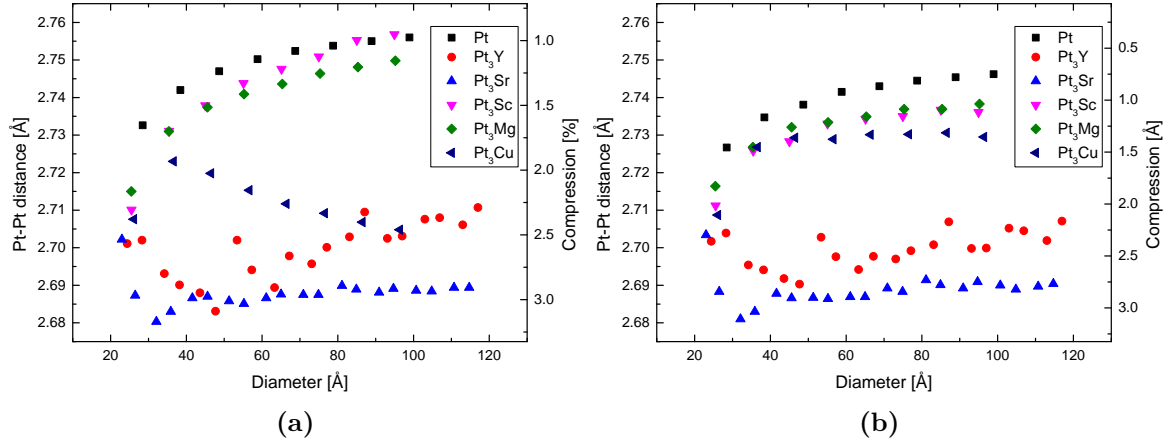 2.76
2.75
2.74
2.73
2.72
2.71
2.70
2.69
2.68
Pt-Pt distance [Å]
20 40 60 80 100 120
Diameter [Å]
1.0
1.5
2.0
2.5
3.0
Compression [%]
Pt
Pt₃Y
Pt₃Sr
Pt₃Sc
Pt₃Mg
Pt₃Cu
(a)
2.76
2.75
2.74
2.73
2.72
2.71
2.70
2.69
2.68
Pt-Pt distance [Å]
20 40 60 80 100 120
Diameter [Å]
0.5
1.0
1.5
2.0
2.5
3.0
Compression [Å]
Pt
Pt₃Y
Pt₃Sr
Pt₃Sc
Pt₃Mg
Pt₃Cu
(b)